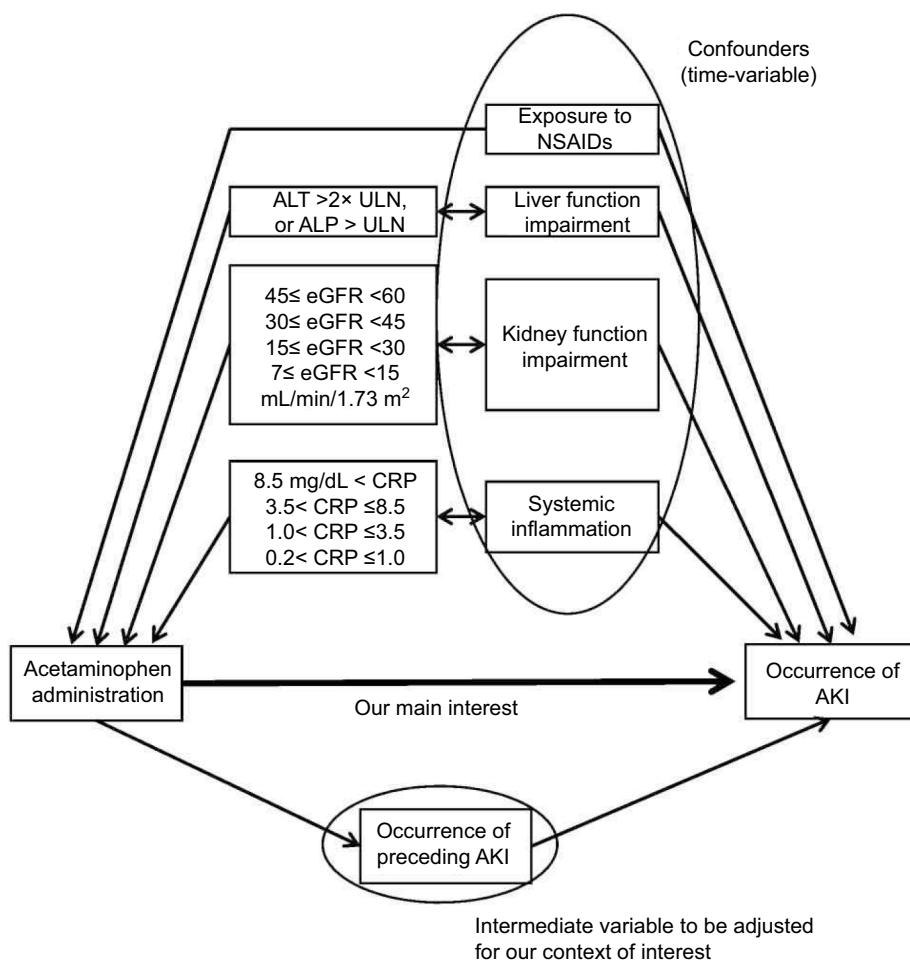 Confounders
(time-variable)
Exposure to
NSAIDs
ALT >2× ULN,
or ALP > ULN
Liver function
impairment
45≤ eGFR <60
30≤ eGFR <45
15≤ eGFR <30
7≤ eGFR <15
mL/min/1.73 m²
Kidney function
impairment
8.5 mg/dL < CRP
3.5< CRP ≤8.5
1.0< CRP ≤3.5
0.2< CRP ≤1.0
Systemic
inflammation
Acetaminophen
administration
Our main interest
Occurrence of
AKI
Occurrence of
preceding AKI
Intermediate variable to be adjusted
for our context of interest